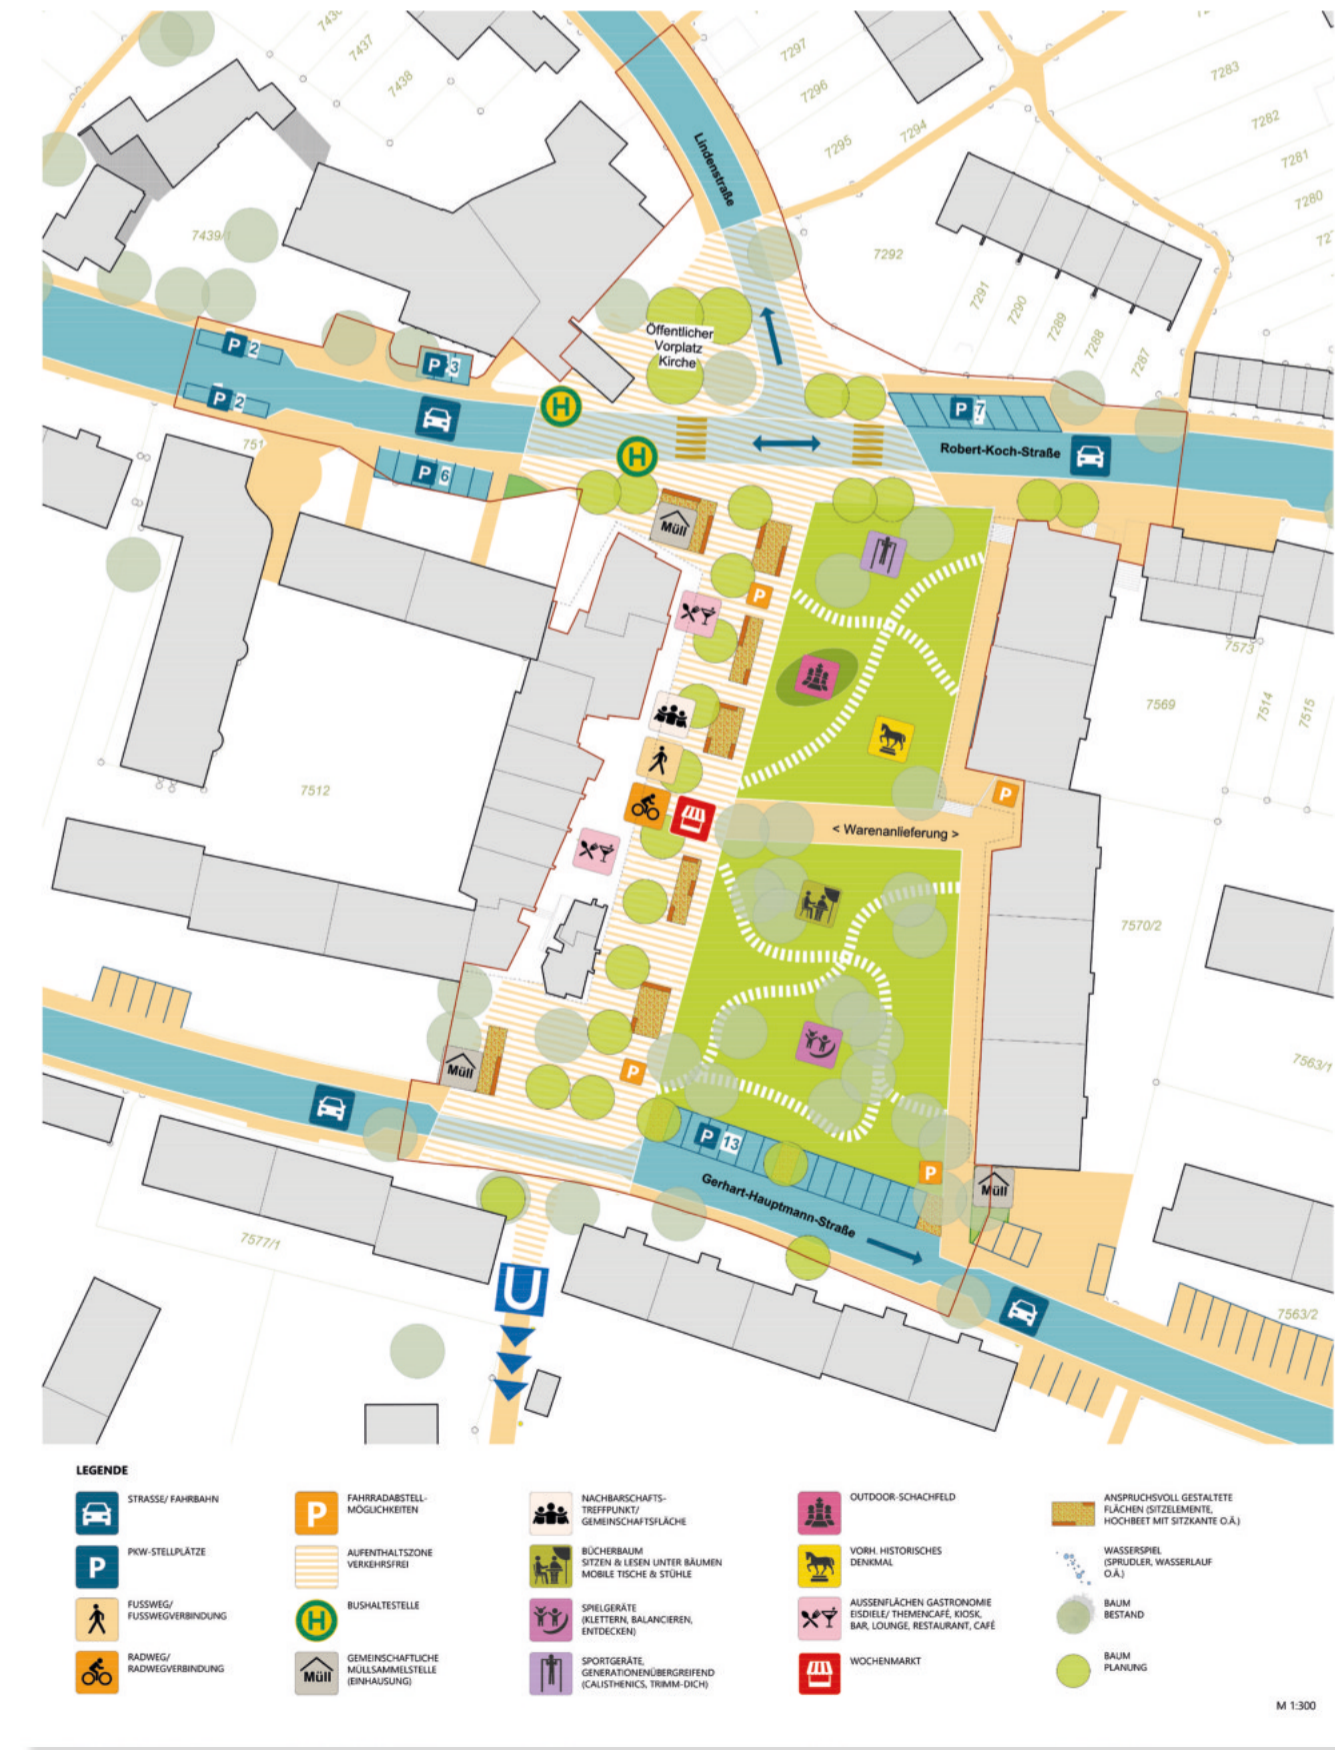 7437
7438
7297
7296
7295
7294
7283
7282
7281
7280
Lindenstraße
7439/1
7292
7291
7290
7289
7288
7287
Öffentlicher
Vorplatz
Kirche
P 2
P 3
P 2
H
P 7
751
P 6
H
Robert-Koch-Straße
Müll
P
7573
7569
7514
7515
7512
P
< Warenanlieferung >
7570/2
7563/1
Müll
P
P 13
P
Müll
Gerhart-Hauptmann-Straße
7577/1
U
7563/2
LEGENDE
STRASSE/ FAHRBAHN
P
PKW-STELLPLÄTZE
FUSSWEG/
FUSSWEGVERBINDUNG
RADWEG/
RADWEGVERBINDUNG
P
FAHRRADABSTELL-
MÖGLICHKEITEN
AUFENTHALTSZONE
VERKEHRSFREI
H
BUSHALTESTELLE
Müll
GEMEINSCHAFTLICHE
MÜLLSAMMELSTELLE
(EINHAUSUNG)
NACHBARSCHAFTS-
TREFFPUNKT/
GEMEINSCHAFTSFLÄCHE
BÜCHERBAUM
SITZEN & LESEN UNTER BÄUMEN
MOBILE TISCHE & STÜHLE
SPIELGERÄTE
(KLETTERN, BALANCIEREN,
ENTDECKEN)
SPORTGERÄTE,
GENERATIONENÜBERGREIFEND
(CALISTHENICS, TRIMM-DICH)
OUTDOOR-SCHACHFELD
VORH. HISTORISCHES
DENKMAL
AUSSENFLÄCHEN GASTRONOMIE
EISDIELE/ THEMENCAFÉ, KIOSK,
BAR, LOUNGE, RESTAURANT, CAFÉ
WOCHENMARKT
ANSPRUCHSVOLL GESTALTETE
FLÄCHEN (SITZELEMENTE,
HOCHBEET MIT SITZKANTE O.Ä.)
WASSERSPIEL
(SPRUDLER, WASSERLAUF
O.Ä.)
BAUM
BESTAND
BAUM
PLANUNG
M 1:300